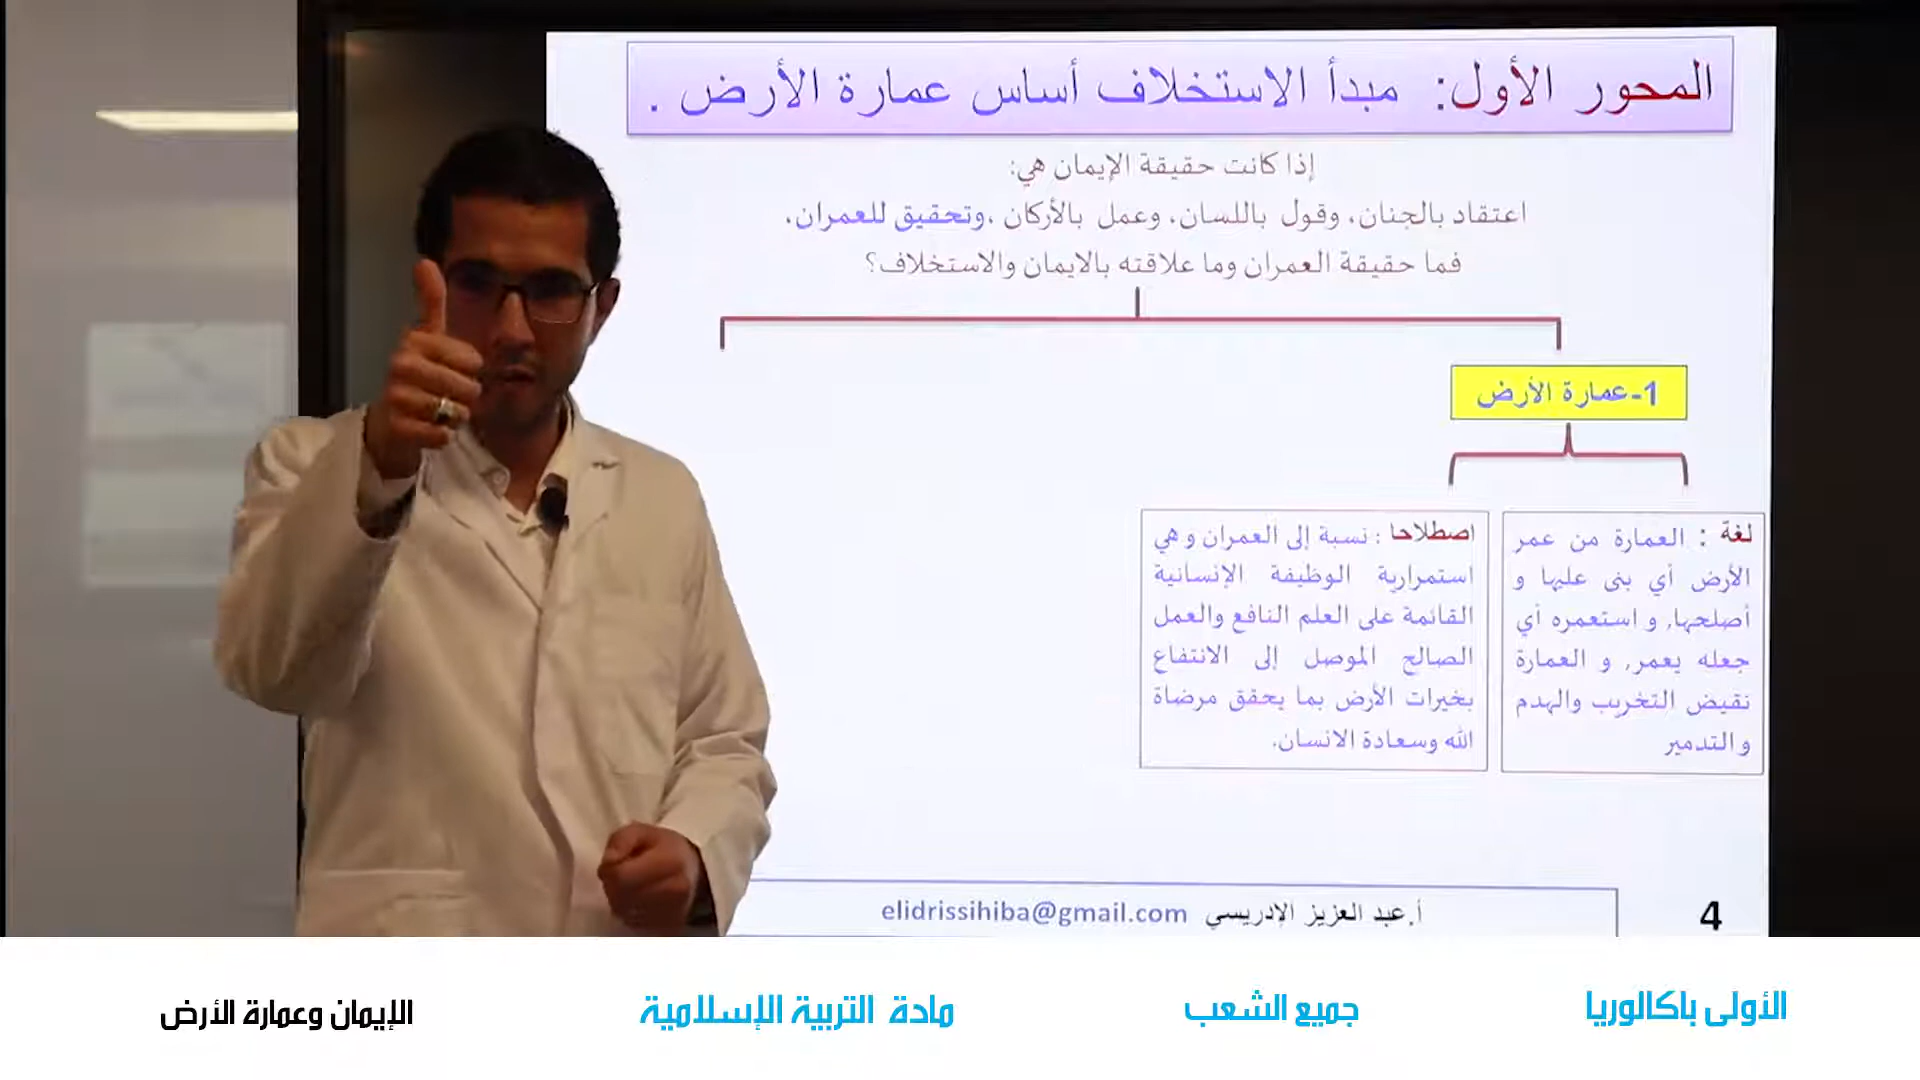 المحور الأول: مبدأ الاستخلاف أساس عمارة الأرض .
إذا كانت حقيقة الإيمان هي:
اعتقاد بالجنان، وقول باللسان، وعمل بالأركان ،وتحقيق للعمران،
فما حقيقة العمران وما علاقته بالايمان والاستخلاف؟
1-عمارة الأرض
لغة : العمارة من عمر
الأرض أي بنى عليها و
أصلحها, و استعمره أي
جعله يعمر, و العمارة
نقيض التخريب والهدم
والتدمير
اصطلاحا : نسبة إلى العمران و هي
استمرارية الوظيفة الإنسانية
القائمة على العلم النافع والعمل
الصالح الموصل إلى الانتفاع
بخيرات الأرض بما يحقق مرضاة
الله وسعادة الانسان.
أ.عبد العزيز الإدريسي elidrissihiba@gmail.com
4
الأولى باكالوريا
جميع الشعب
مادة التربية الإسلامية
الإيمان وعمارة الأرض